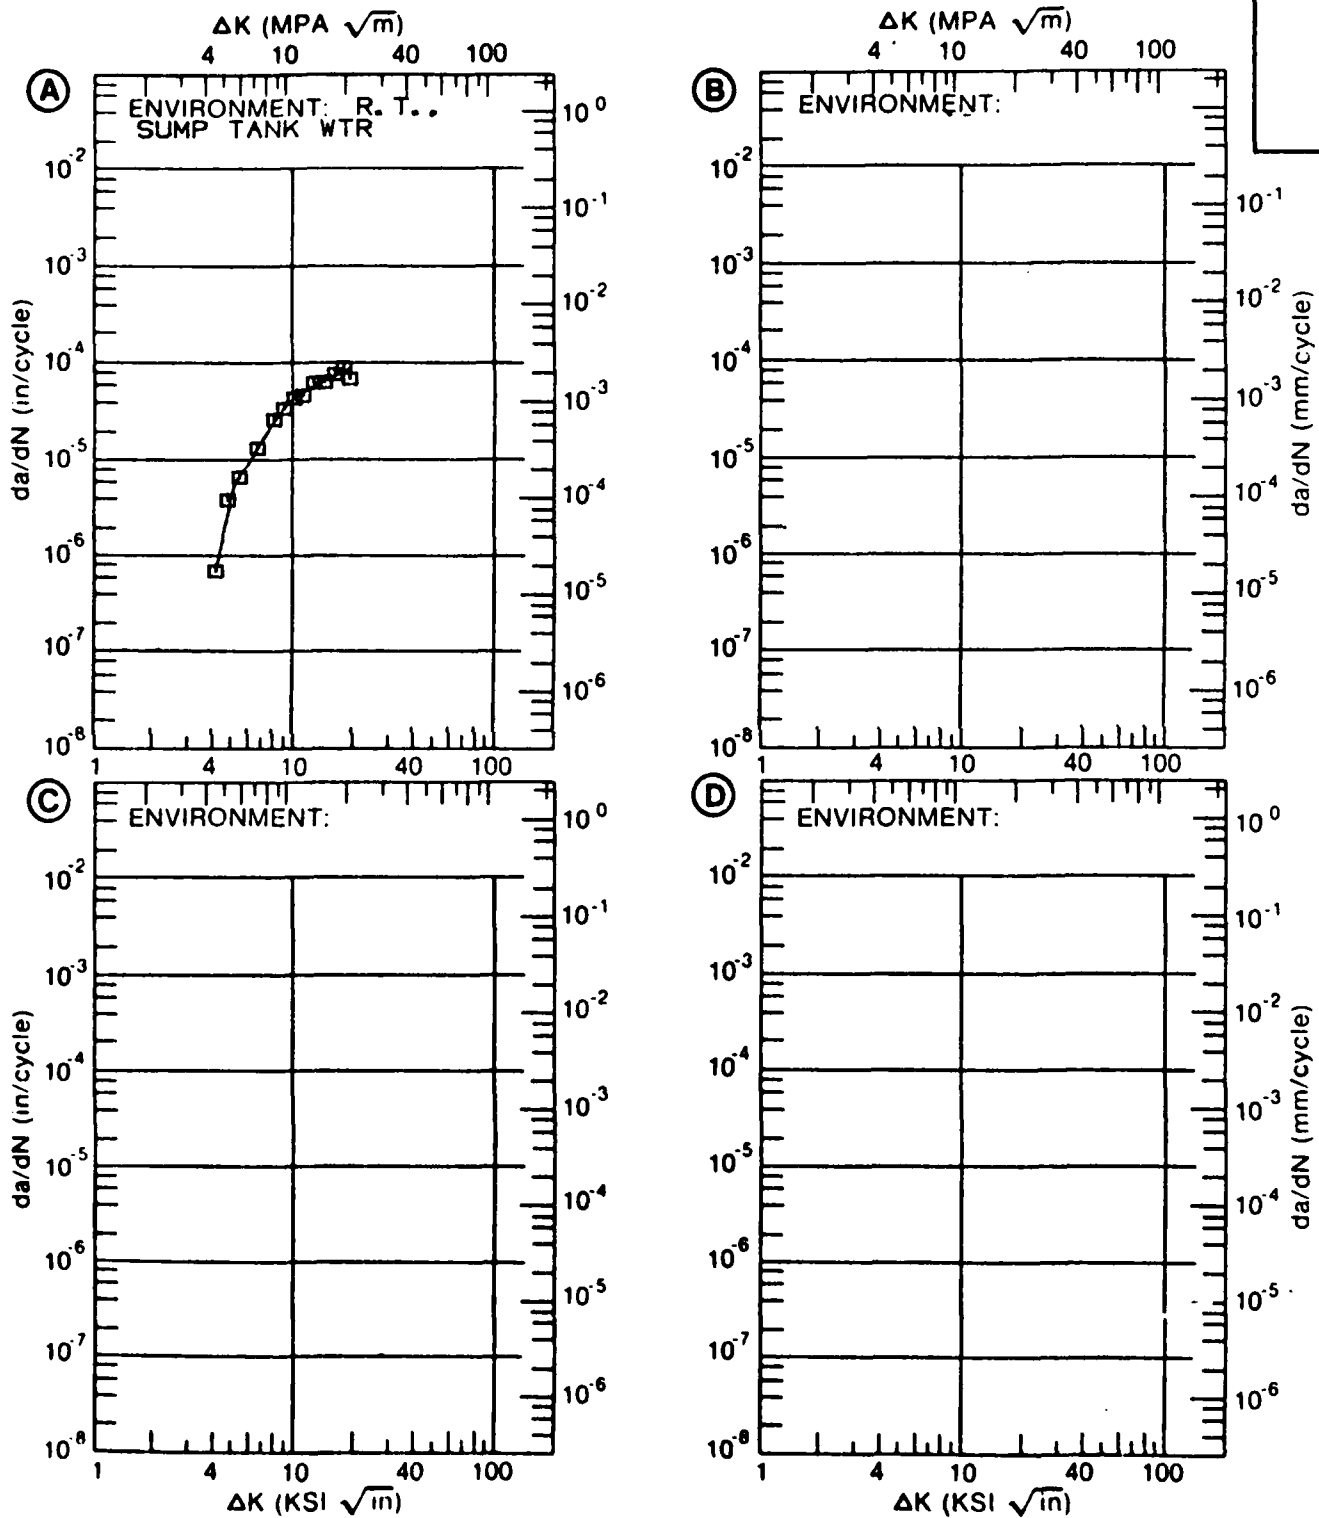 ΔK (MPA √m)
4 10 40 100
ΔK (MPA √m)
4 10 40 100
A
ENVIRONMENT: R.T..
SUMP TANK WTR
10⁻²
10⁻³
10⁻⁴
10⁻⁵
10⁻⁶
10⁻⁷
10⁻⁸
da/dN (in/cycle)
10⁰
10⁻¹
10⁻²
10⁻³
10⁻⁴
10⁻⁵
10⁻⁶
1 4 10 40 100
B
ENVIRONMENT:
10⁻²
10⁻³
10⁻⁴
10⁻⁵
10⁻⁶
10⁻⁷
10⁻⁸
10⁻¹
10⁻²
10⁻³
10⁻⁴
10⁻⁵
10⁻⁶
da/dN (mm/cycle)
1 4 10 40 100
C
ENVIRONMENT:
10⁻²
10⁻³
10⁻⁴
10⁻⁵
10⁻⁶
10⁻⁷
10⁻⁸
da/dN (in/cycle)
10⁰
10⁻¹
10⁻²
10⁻³
10⁻⁴
10⁻⁵
10⁻⁶
1 4 10 40 100
ΔK (KSI √in)
D
ENVIRONMENT:
10⁻²
10⁻³
10⁻⁴
10⁻⁵
10⁻⁶
10⁻⁷
10⁻⁸
10⁰
10⁻¹
10⁻²
10⁻³
10⁻⁴
10⁻⁵
10⁻⁶
da/dN (mm/cycle)
1 4 10 40 100
ΔK (KSI √in)